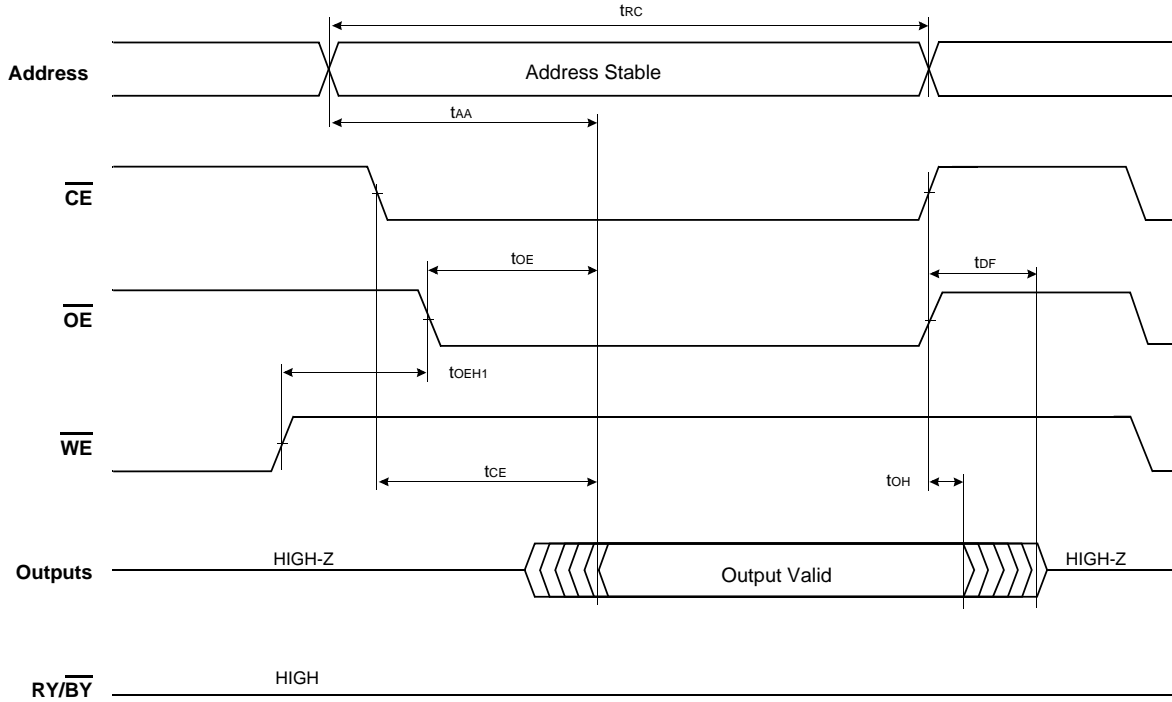 tRC
Address
Address Stable
tAA
CE
tOE
tDF
OE
tOEH1
WE
tCE
tOH
Outputs
HIGH-Z
Output Valid
HIGH-Z
HIGH
RY/BY